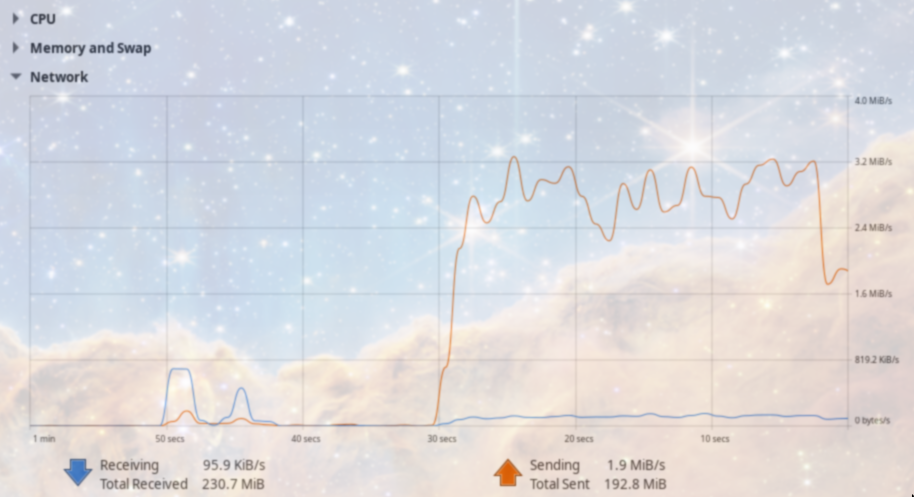 CPU
Memory and Swap
Network
4.0 MiB/s
3.2 MiB/s
2.4 MiB/s
1.6 MiB/s
819.2 KiB/s
0 bytes/s
1 min 50 secs 40 secs 30 secs 20 secs 10 secs
Receiving 95.9 KiB/s Sending 1.9 MiB/s
Total Received 230.7 MiB Total Sent 192.8 MiB